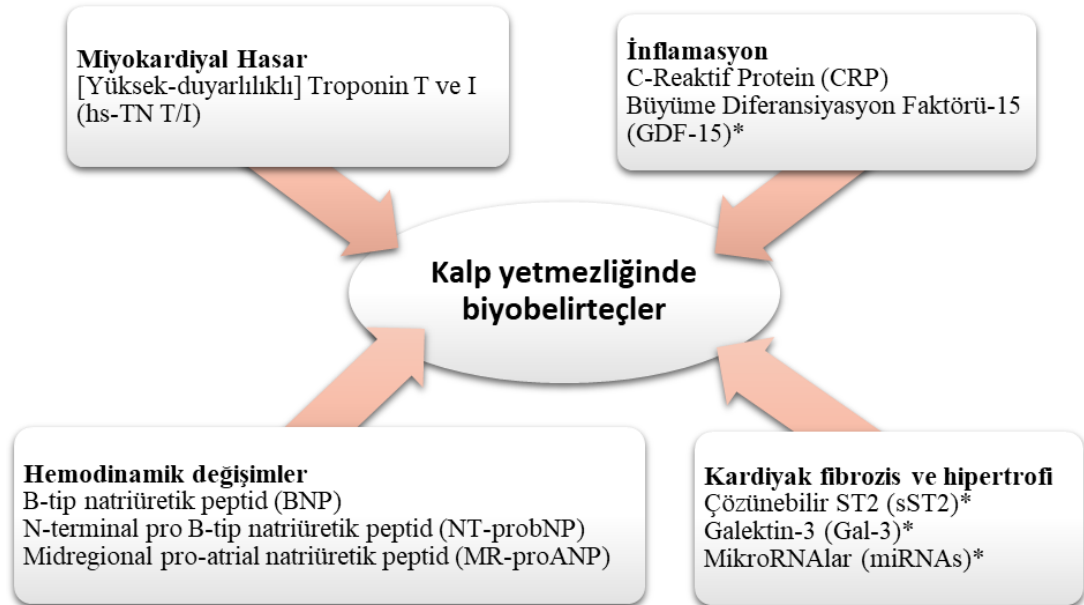 Miyokardiyal Hasar
[Yüksek-duyarlılıklı] Troponin T ve I
(hs-TN T/I)
İnflamasyon
C-Reaktif Protein (CRP)
Büyüme Diferansiyasyon Faktörü-15
(GDF-15)*
Kalp yetmezliğinde
biyobelirteçler
Hemodinamik değişimler
B-tip natriüretik peptid (BNP)
N-terminal pro B-tip natriüretik peptid (NT-probNP)
Midregional pro-atrial natriüretik peptid (MR-proANP)
Kardiyak fibrozis ve hipertrofi
Çözünebilir ST2 (sST2)*
Galektin-3 (Gal-3)*
MikroRNAlar (miRNAs)*